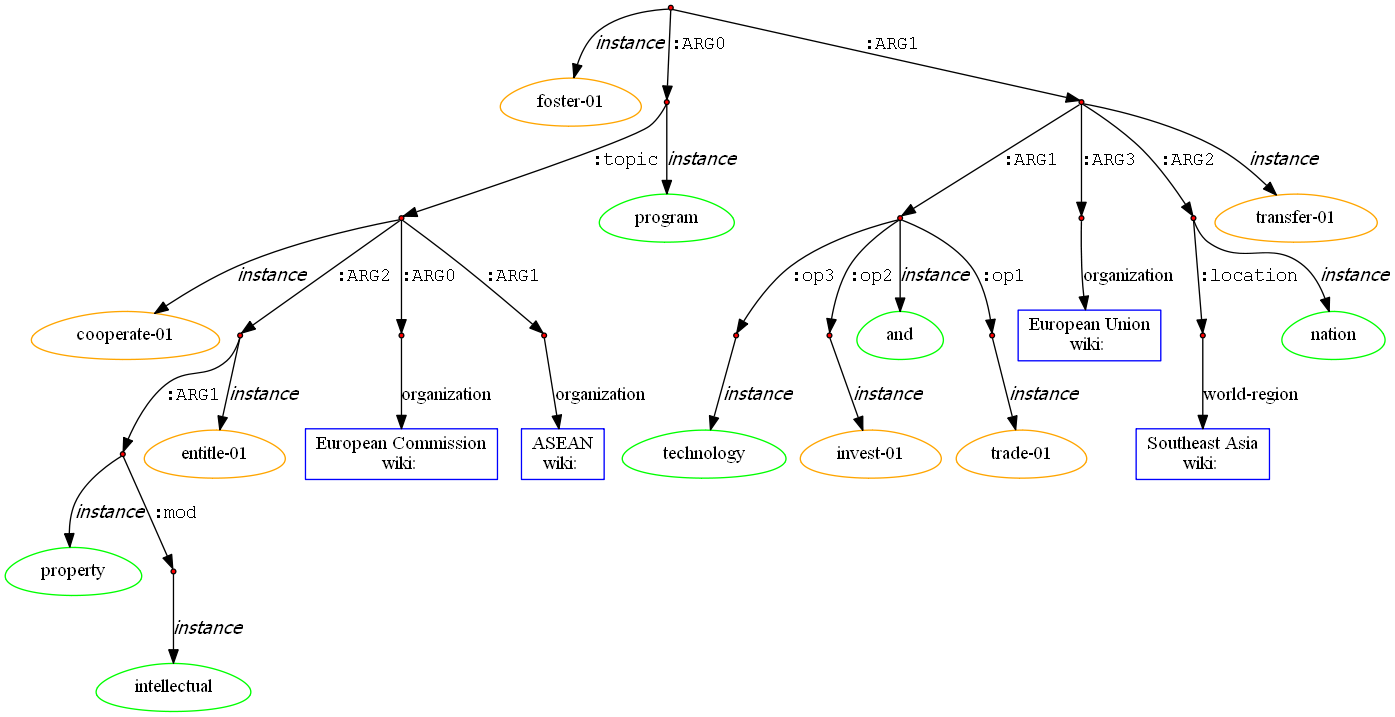 instance
:ARG0
:ARG1
foster-01
:topic
instance
:ARG1
:ARG3
:ARG2
instance
program
transfer-01
instance
:ARG2
:ARG0
:ARG1
:op3
:op2
instance
:op1
organization
:location
instance
cooperate-01
and
European Union
wiki:
nation
:ARG1
instance
organization
organization
instance
instance
instance
world-region
entitle-01
European Commission
wiki:
ASEAN
wiki:
technology
invest-01
trade-01
Southeast Asia
wiki:
instance
:mod
property
instance
intellectual